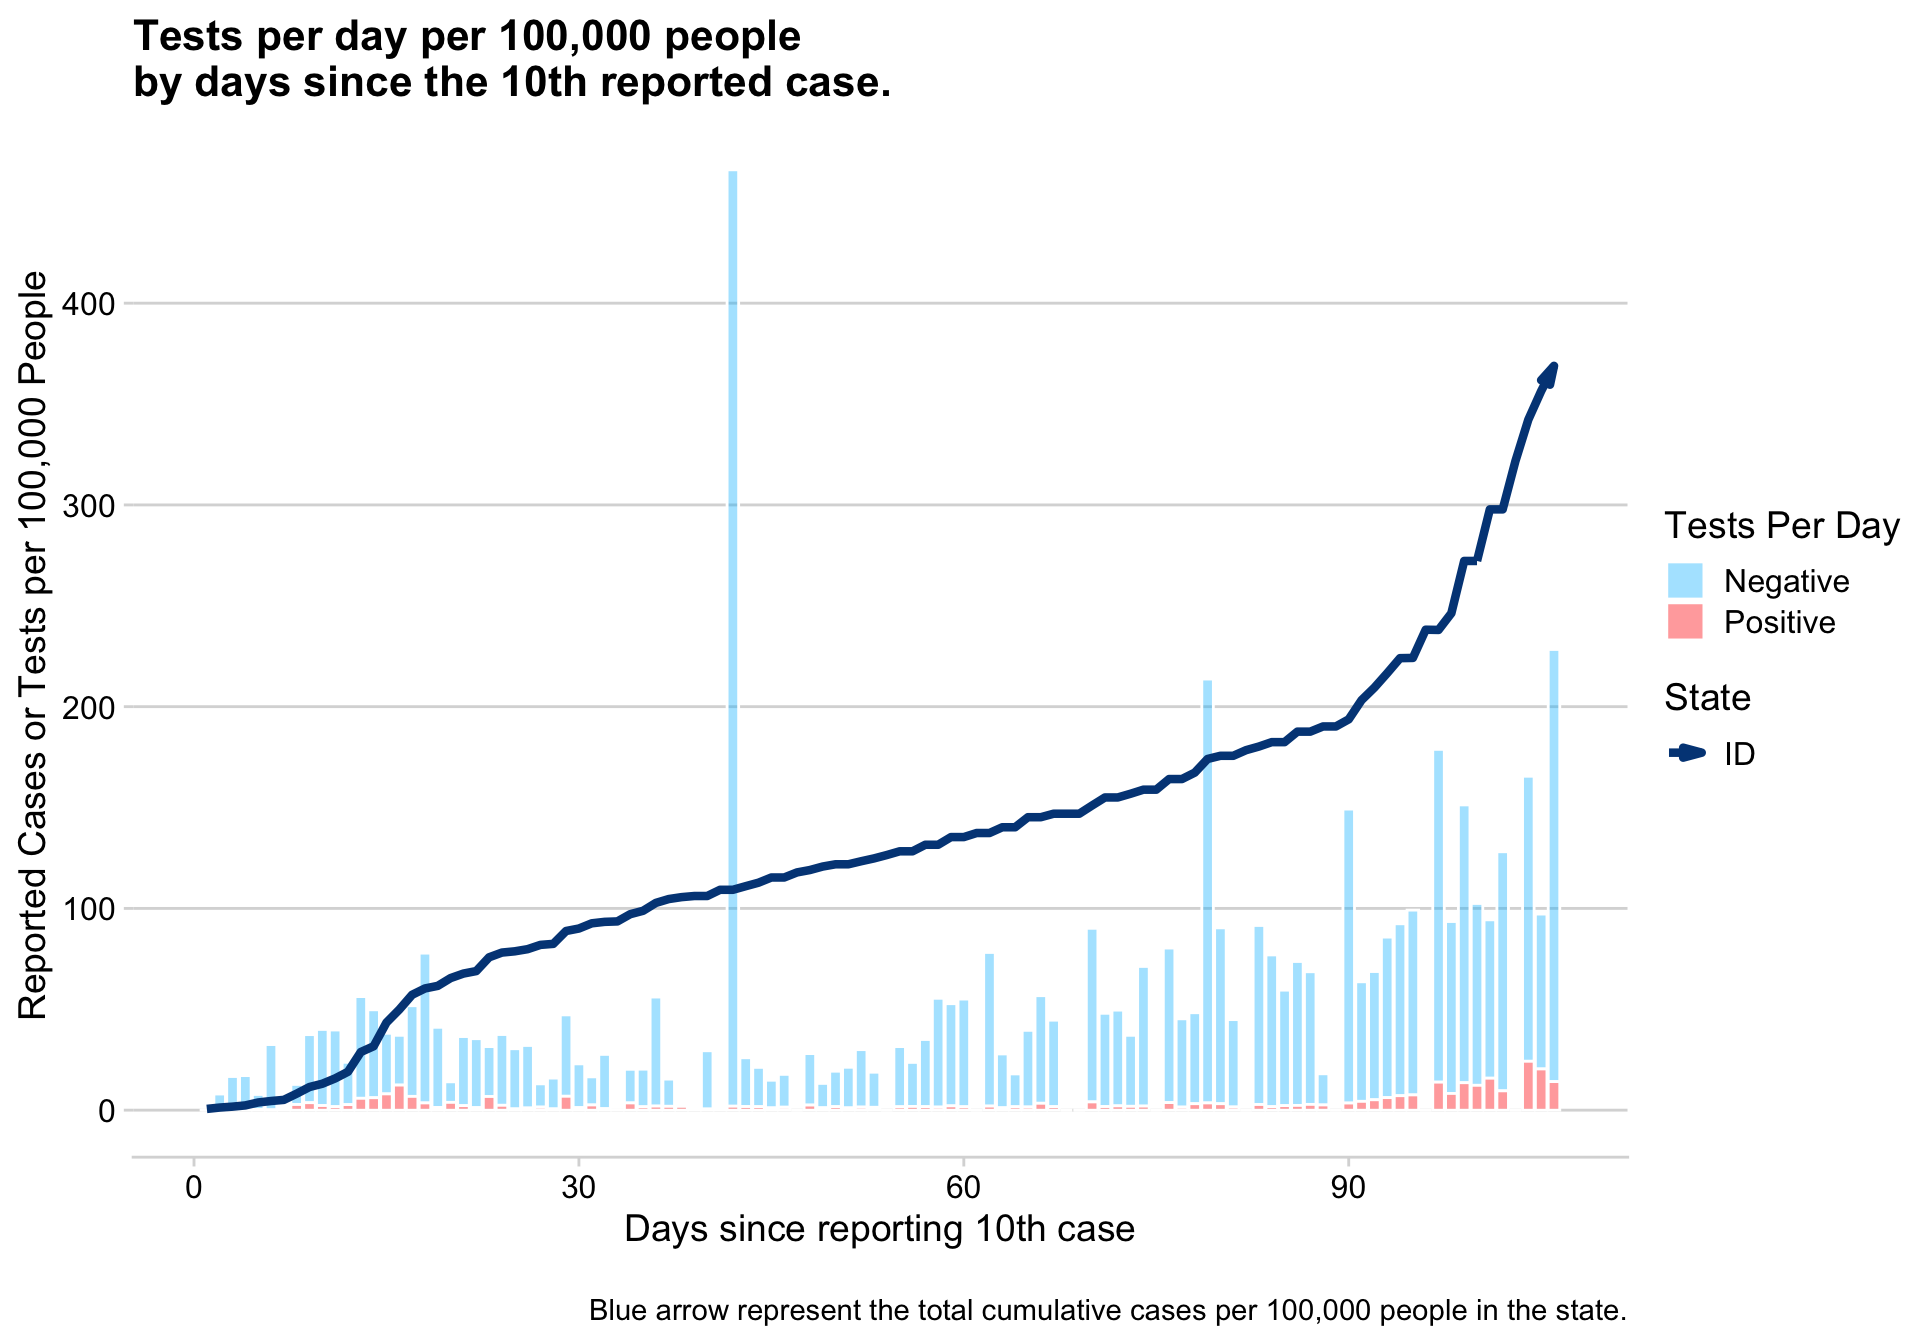 Tests per day per 100,000 people
by days since the 10th reported case.
Reported Cases or Tests per 100,000 People
400
300
200
100
0
0 30 60 90
Days since reporting 10th case
Tests Per Day
Negative
Positive
State
ID
Blue arrow represent the total cumulative cases per 100,000 people in the state.